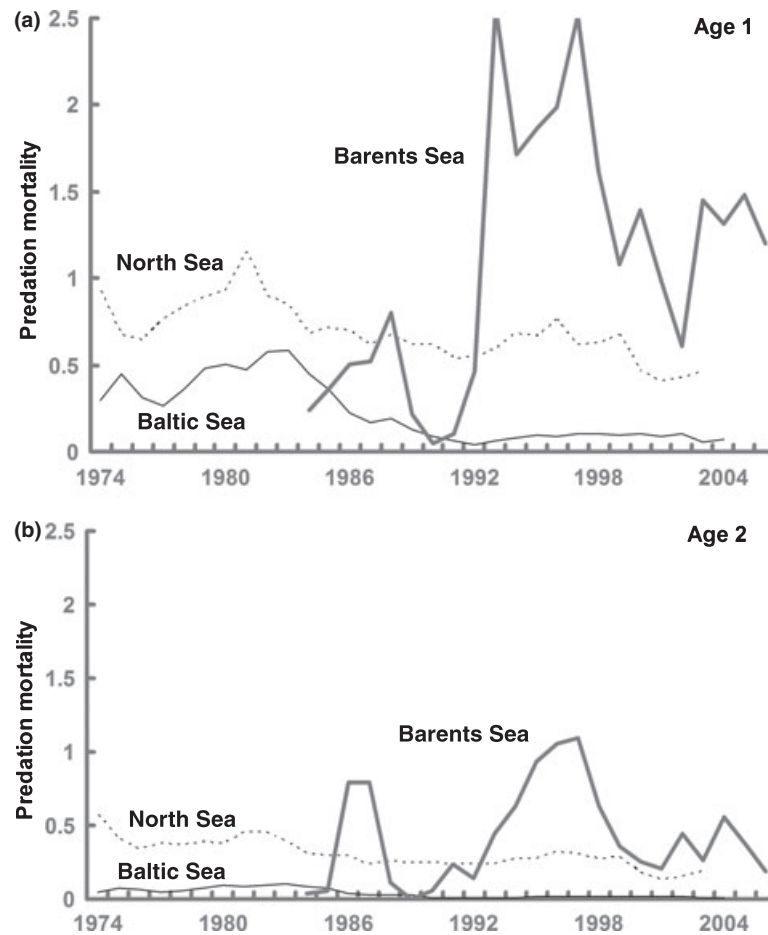 (a)
Age 1
2.5
2
1.5
1
0.5
0
Predation mortality
Barents Sea
North Sea
Baltic Sea
1974 1980 1986 1992 1998 2004
(b)
Age 2
2.5
2
1.5
1
0.5
0
Predation mortality
Barents Sea
North Sea
Baltic Sea
1974 1980 1986 1992 1998 2004